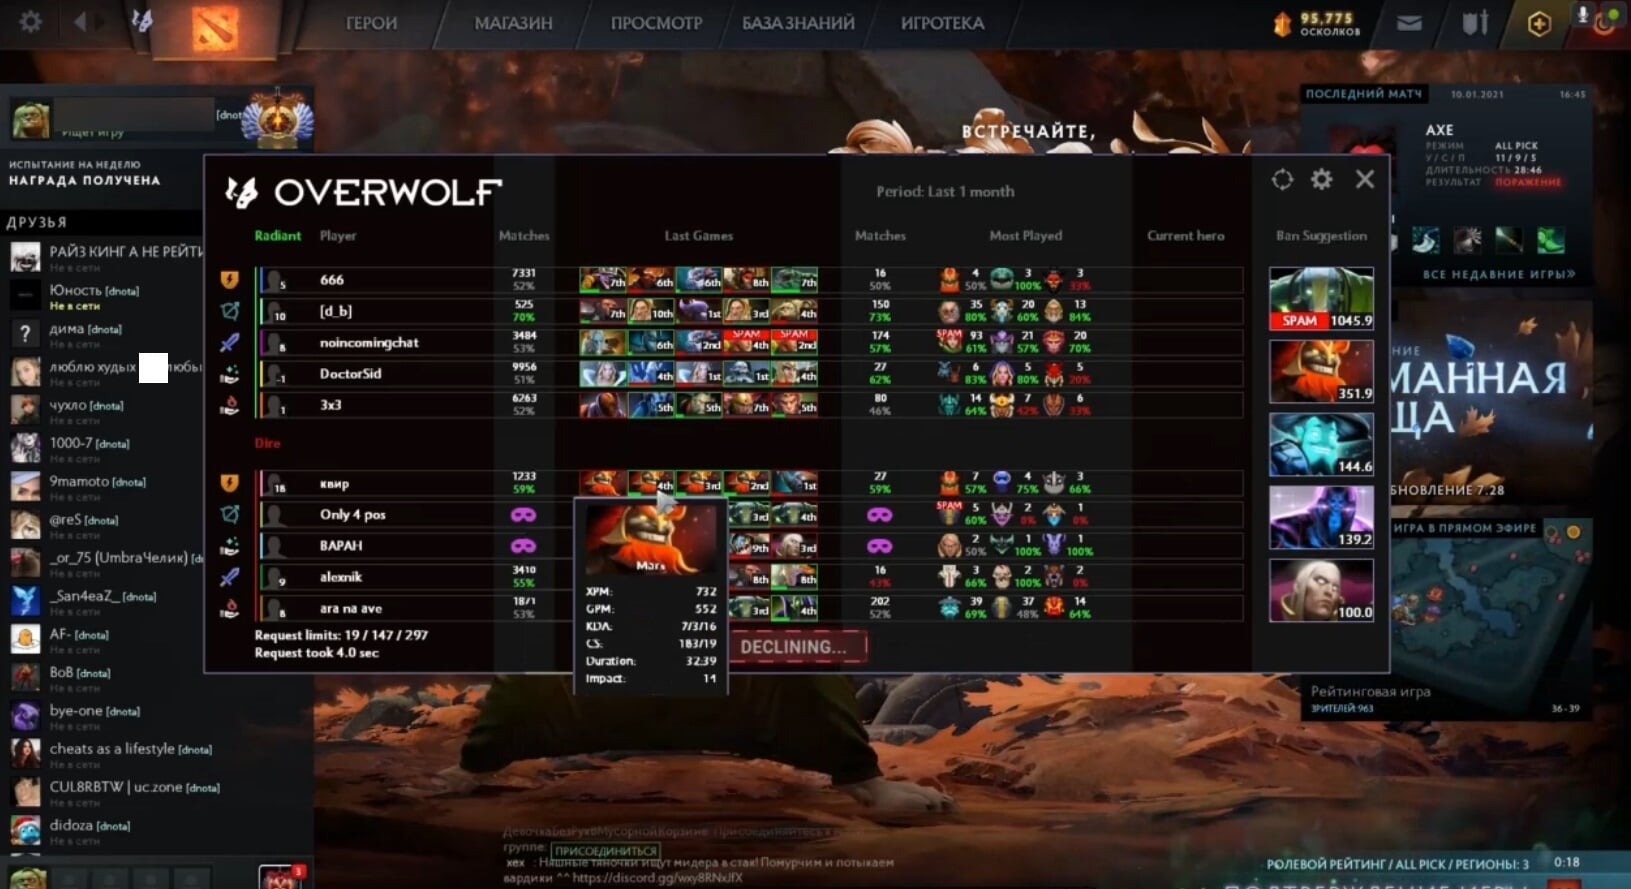 ГЕРОИ
МАГАЗИН
ПРОСМОТР
БАЗА ЗНАНИЙ
ИГРОТЕКА
95,775
ОСКОЛКОВ
Ищет игру
ИСПЫТАНИЕ НА НЕДЕЛЮ
НАГРАДА ПОЛУЧЕНА
ДРУЗЬЯ
РАЙЗ КИНГ А НЕ РЕЙТИ
Не в сети
Юность [dnota]
Не в сети
дима [dnota]
Не в сети
люблю худых любы
Не в сети
чухло [dnota]
Не в сети
1000-7 [dnota]
Не в сети
9mamoto [dnota]
Не в сети
@reS [dnota]
Не в сети
_or_75 (UmbraЧелик) [dn
Не в сети
_San4eaZ_ [dnota]
Не в сети
AF- [dnota]
Не в сети
BoB [dnota]
Не в сети
bye-one [dnota]
Не в сети
cheats as a lifestyle [dnota]
Не в сети
CUL8RBTW | uc.zone [dnota]
Не в сети
didoza [dnota]
Не в сети
3
ВСТРЕЧАЙТЕ,
OVERWOLF
Period: Last 1 month
Radiant Player Matches Last Games Matches Most Played Current hero Ban Suggestion
5 666 7331 52% 7th 6th 6th 8th 7th 16 50% 4 50% 3 100% 3 33%
10 [d_b] 525 70% 7th 10th 1st 3rd 4th 150 73% 35 80% 20 60% 13 84%
8 noincomingchat 3484 53% 6th 2nd SPAM 4th SPAM 2nd 174 57% SPAM 93 61% 21 57% 20 70%
-1 DoctorSid 9956 51% 4th 1st 1st 4th 27 62% 6 83% 5 80% 5 20%
1 3x3 6263 52% 5th 5th 7th 5th 80 46% 14 64% 7 42% 6 33%
Dire
18 квир 1233 59% 4th 3rd 2nd 1st 27 59% 7 57% 4 75% 3 66%
Only 4 pos 3rd 4th SPAM 5 60% 2 0% 1 0%
ВАРАН 9th 3rd 2 50% 1 100% 1 100%
9 alexnik 3410 55% 8th 8th 16 43% 3 66% 2 100% 2 0%
8 ara na ave 1871 53% 3rd 4th 202 52% 39 69% 37 48% 14 64%
Request limits: 19 / 147 / 297
Request took 4.0 sec
Mars
XPM: 732
GPM: 552
KDA: 7/3/16
CS: 183/19
Duration: 32:39
Impact: 14
DECLINING...
SPAM 1045.9
351.9
144.6
139.2
100.0
ПОСЛЕДНИЙ МАТЧ 10.01.2021 16:45
AXE
РЕЖИМ ALL PICK
У / С / П 11 / 9 / 5
ДЛИТЕЛЬНОСТЬ 28:46
РЕЗУЛЬТАТ ПОРАЖЕНИЕ
ВСЕ НЕДАВНИЕ ИГРЫ»
НИЕ
МАННАЯ
ЩА
БНОВЛЕНИЕ 7.28
ИГРА В ПРЯМОМ ЭФИРЕ
Рейтинговая игра
ЗРИТЕЛЕЙ 963
36 - 39
группе: ПРИСОЕДИНИТЬСЯ
xex : Няшные тяночки ищут мидера в стак! Помурчим и потыкаем
вардики ^^ https://discord.gg/wxy8RNxJfX
РОЛЕВОЙ РЕЙТИНГ / ALL PICK / РЕГИОНЫ: 3
0:18